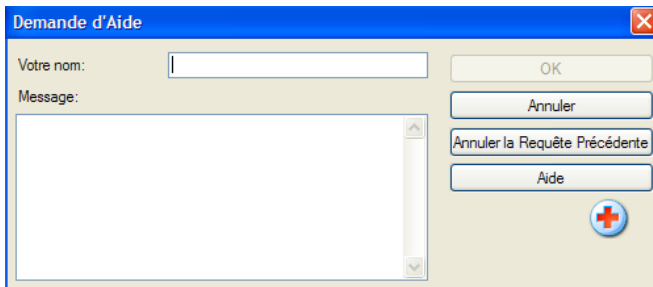 Demande d'Aide
Votre nom:
OK
Message:
Annuler
Annuler la Requête Précédente
Aide